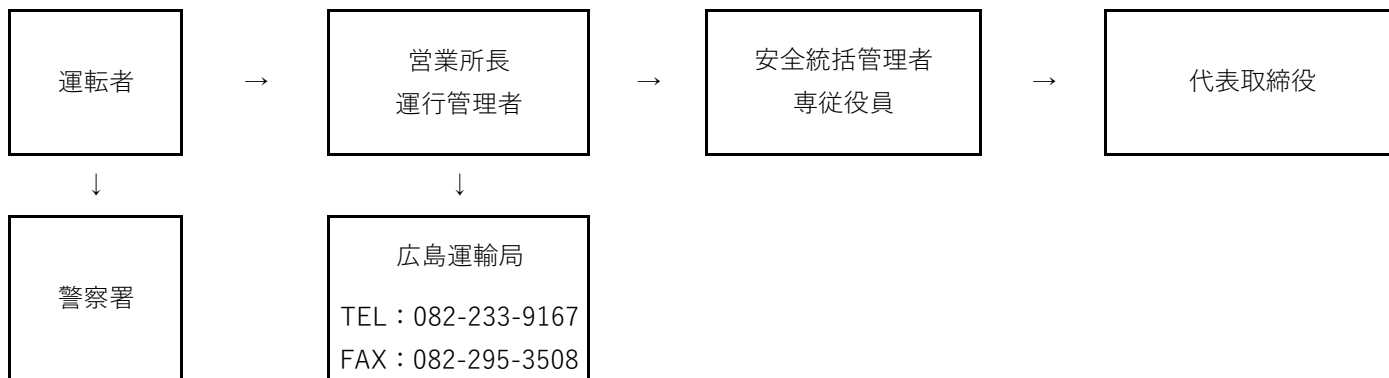 運転者
→
営業所長
運行管理者
→
安全統括管理者
専従役員
→
代表取締役
↓
↓
警察署
広島運輸局
TEL：082-233-9167
FAX：082-295-3508